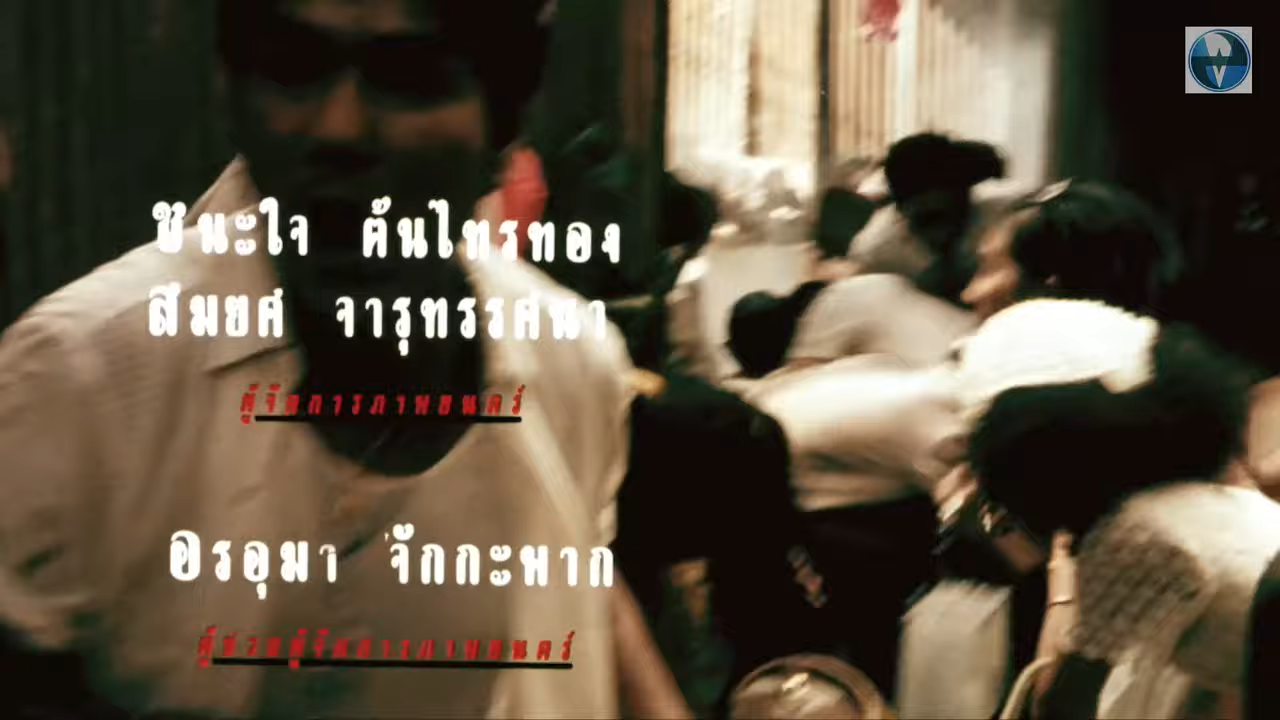 ชนะใจ ต้นไทรทอง
สมยศ จารุทรรศนา
ผู้จัดการภาพยนตร์
อรอุมา จักกะพาก
ผู้ช่วยผู้จัดการภาพยนตร์